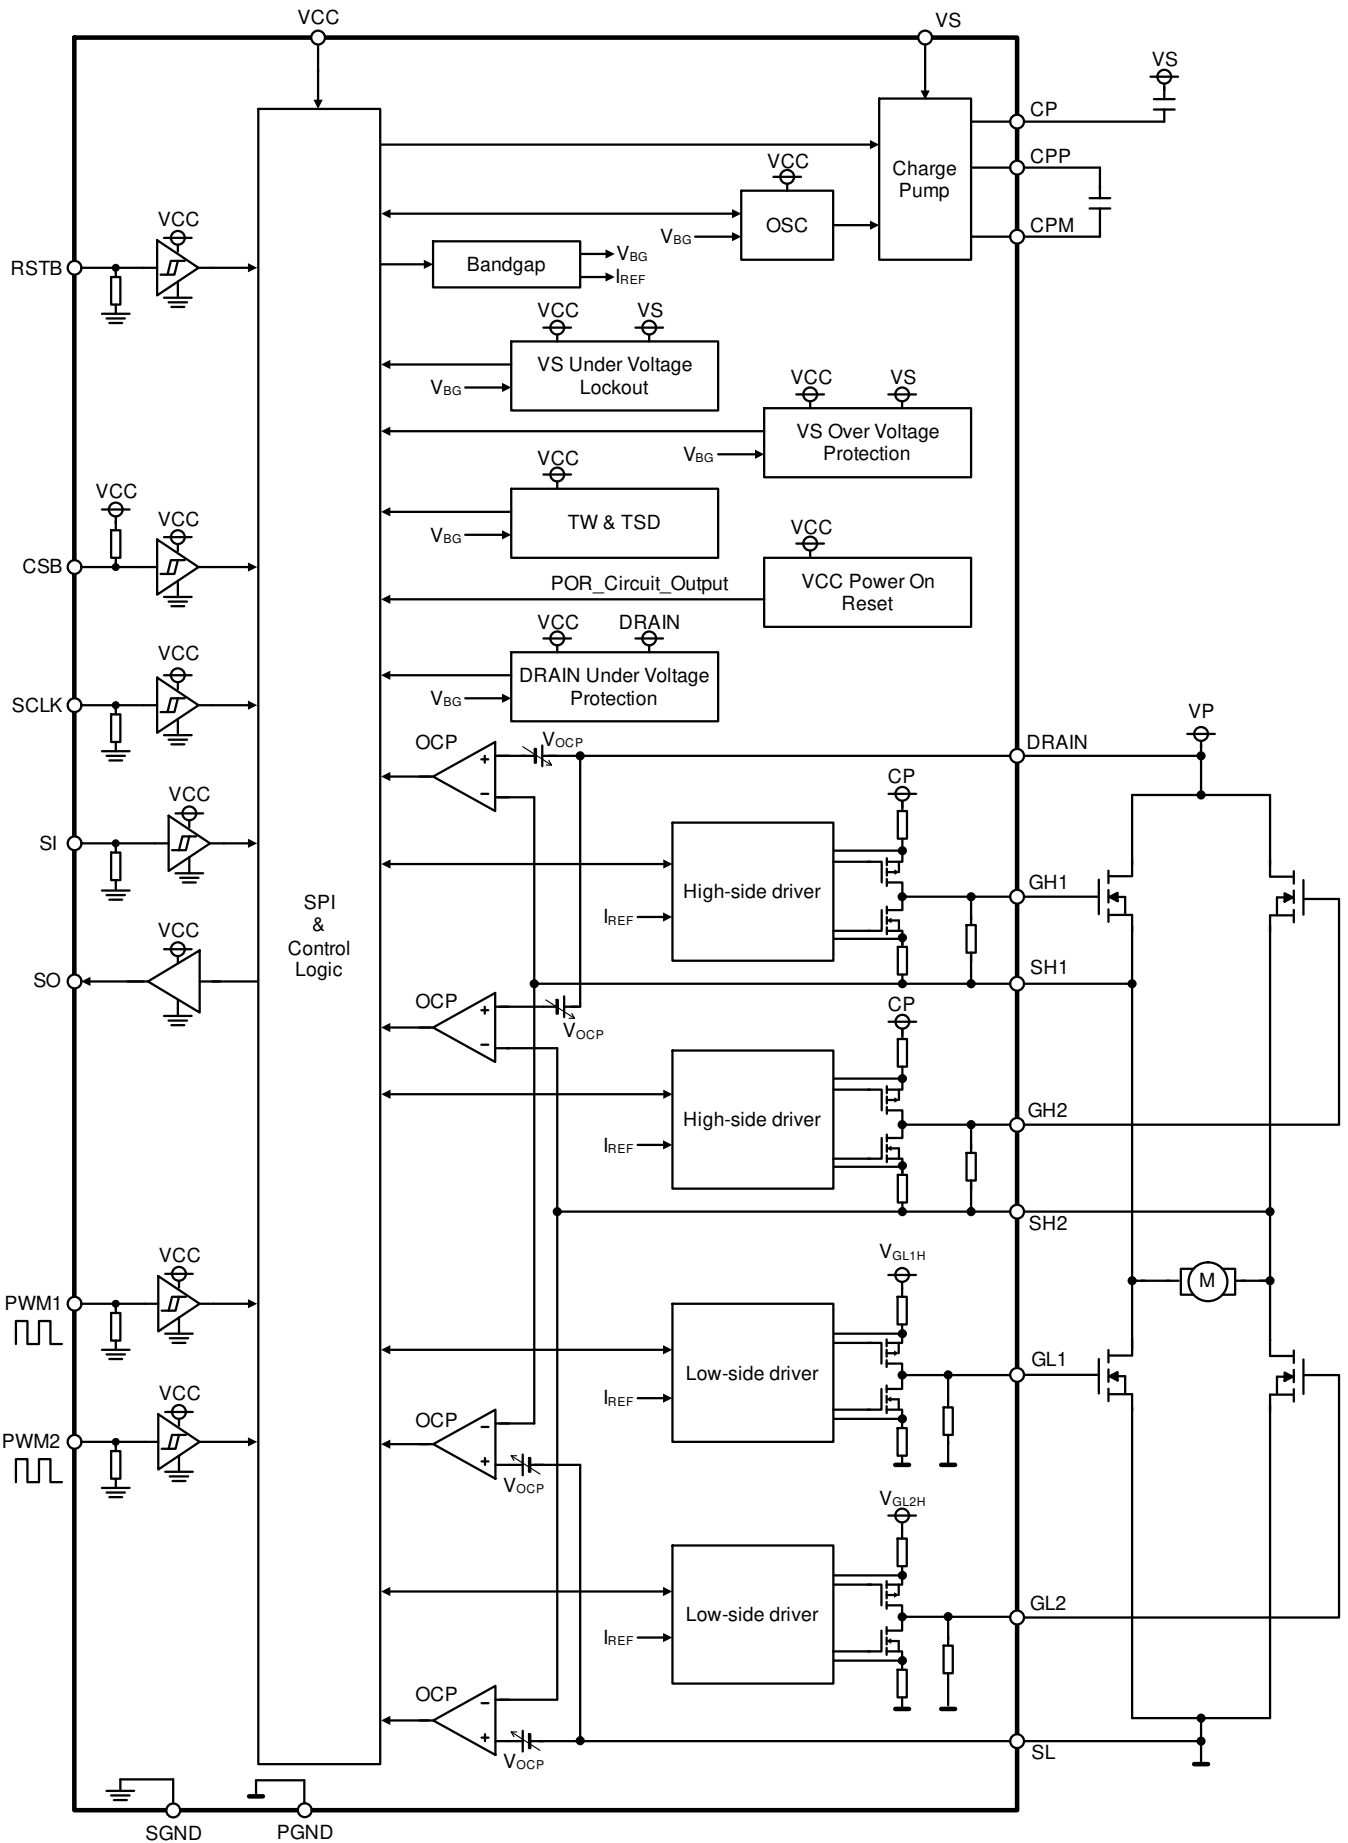 VCC
VS
VS
CP
Charge
Pump
CPP
VCC
OSC
VBG
CPM
VCC
RSTB
Bandgap
VBG
IREF
VCC
VS
VS Under Voltage
Lockout
VBG
VCC
VS
VS Over Voltage
Protection
VBG
VCC
TW & TSD
VBG
VCC
VCC
CSB
VCC
POR_Circuit_Output
VCC Power On
Reset
VCC
DRAIN
DRAIN Under Voltage
Protection
VBG
VCC
SCLK
VP
OCP
+
−
VOCP
DRAIN
CP
VCC
SI
High-side driver
IREF
GH1
SPI
&
Control
Logic
VCC
SO
SH1
OCP
+
−
VOCP
CP
High-side driver
IREF
GH2
SH2
VCC
PWM1
M
VGL1H
Low-side driver
IREF
GL1
VCC
PWM2
OCP
−
+
VOCP
VGL2H
Low-side driver
IREF
GL2
OCP
−
+
VOCP
SL
SGND
PGND